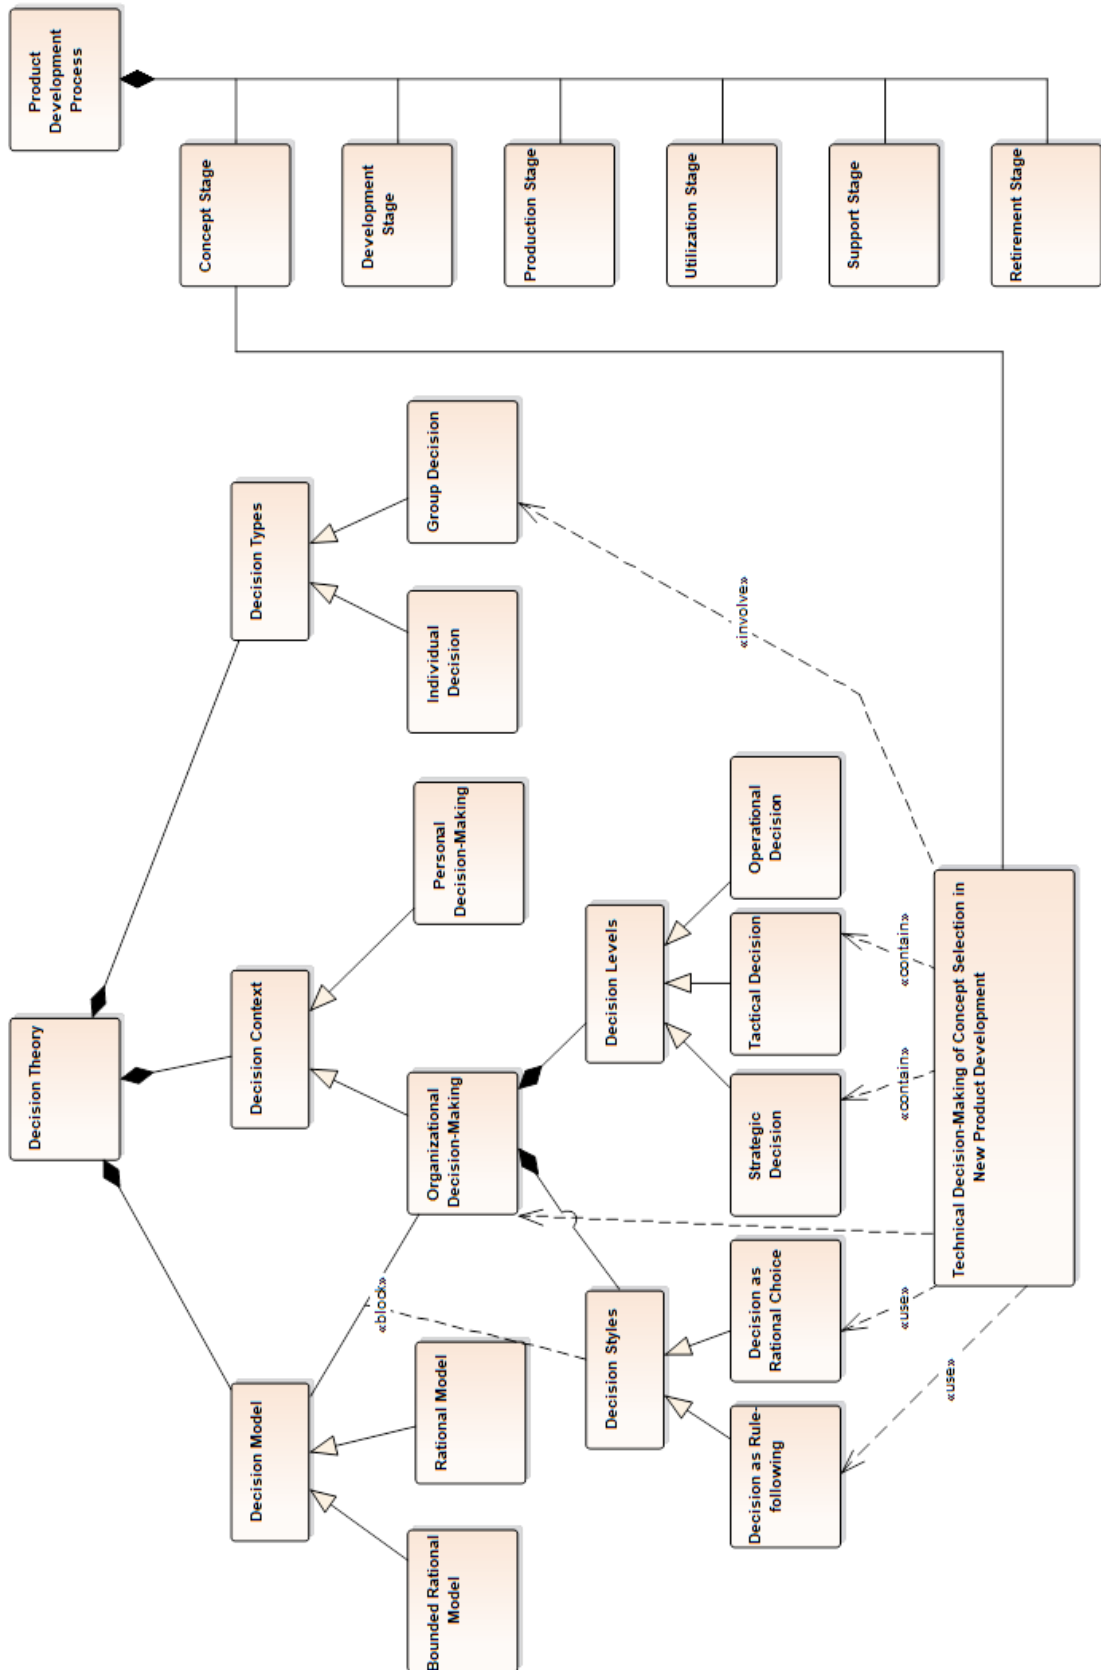 Product
Development
Process
Concept Stage
Development
Stage
Production Stage
Utilization Stage
Support Stage
Retirement Stage
Decision Theory
Decision Model
Decision Context
Decision Types
Bounded Rational
Model
Rational Model
Organizational
Decision-Making
Personal
Decision-Making
Individual
Decision
Group Decision
«block»
Decision Styles
Decision Levels
Decision as Rule-
following
Decision as
Rational Choice
Strategic
Decision
Tactical Decision
Operational
Decision
«use»
«use»
«contain»
«contain»
«involve»
Technical Decision-Making of Concept Selection in
New Product Development